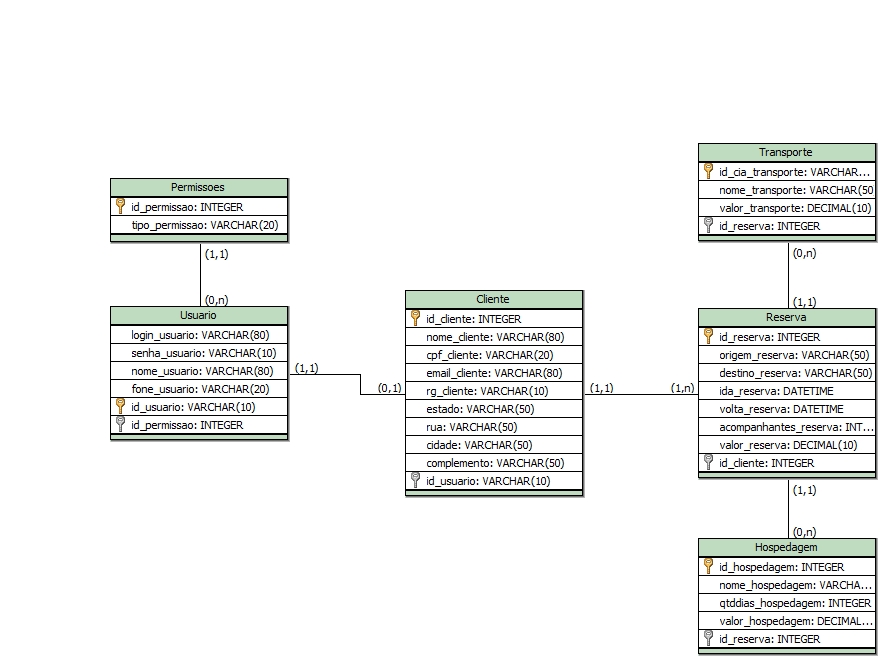 Permissoes
id_permissao: INTEGER
tipo_permissao: VARCHAR(20)
(1,1)
(0,n)
Usuario
login_usuario: VARCHAR(80)
senha_usuario: VARCHAR(10)
nome_usuario: VARCHAR(80)
fone_usuario: VARCHAR(20)
id_usuario: VARCHAR(10)
id_permissao: INTEGER
(1,1)
(0,1)
Cliente
id_cliente: INTEGER
nome_cliente: VARCHAR(80)
cpf_cliente: VARCHAR(20)
email_cliente: VARCHAR(80)
rg_cliente: VARCHAR(10)
estado: VARCHAR(50)
rua: VARCHAR(50)
cidade: VARCHAR(50)
complemento: VARCHAR(50)
id_usuario: VARCHAR(10)
(1,1)
(1,n)
Transporte
id_cia_transporte: VARCHAR...
nome_transporte: VARCHAR(50
valor_transporte: DECIMAL(10)
id_reserva: INTEGER
(0,n)
(1,1)
Reserva
id_reserva: INTEGER
origem_reserva: VARCHAR(50)
destino_reserva: VARCHAR(50)
ida_reserva: DATETIME
volta_reserva: DATETIME
acompanhantes_reserva: INT...
valor_reserva: DECIMAL(10)
id_cliente: INTEGER
(1,1)
(0,n)
Hospedagem
id_hospedagem: INTEGER
nome_hospedagem: VARCHA...
qtddias_hospedagem: INTEGER
valor_hospedagem: DECIMAL...
id_reserva: INTEGER